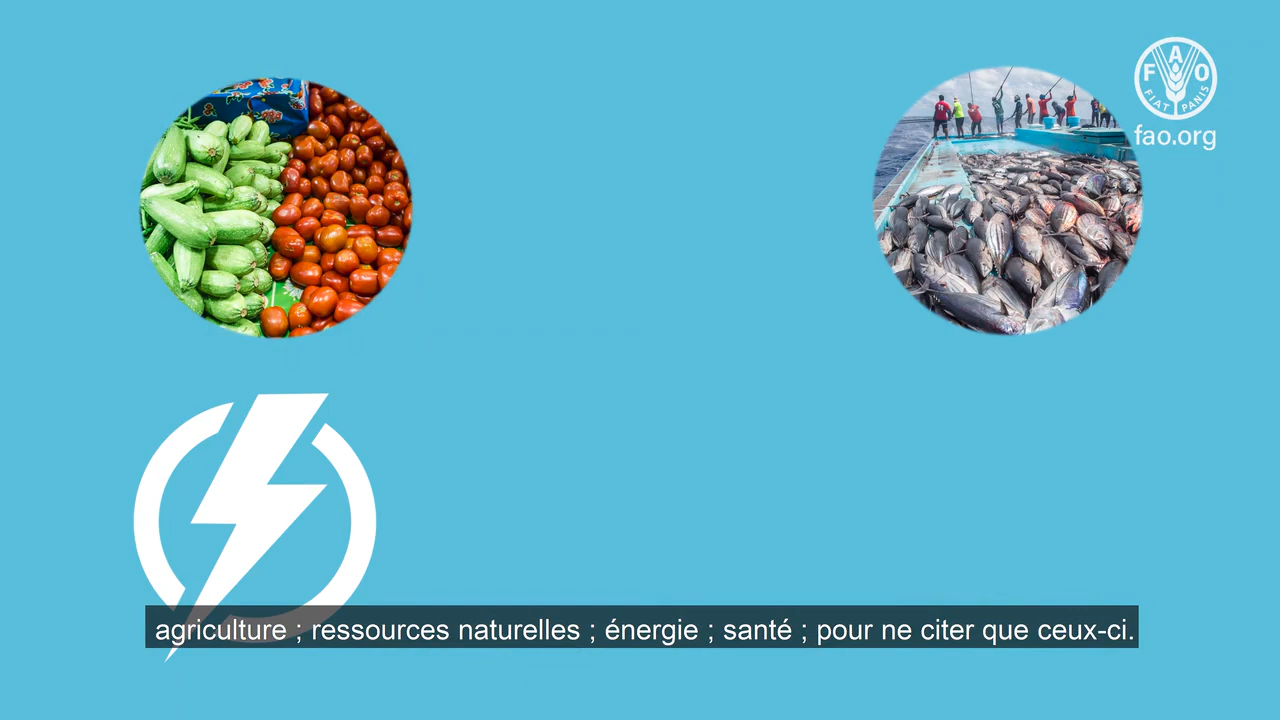 FAO
FIAT PANIS
fao.org
agriculture ; ressources naturelles ; énergie ; santé ; pour ne citer que ceux-ci.